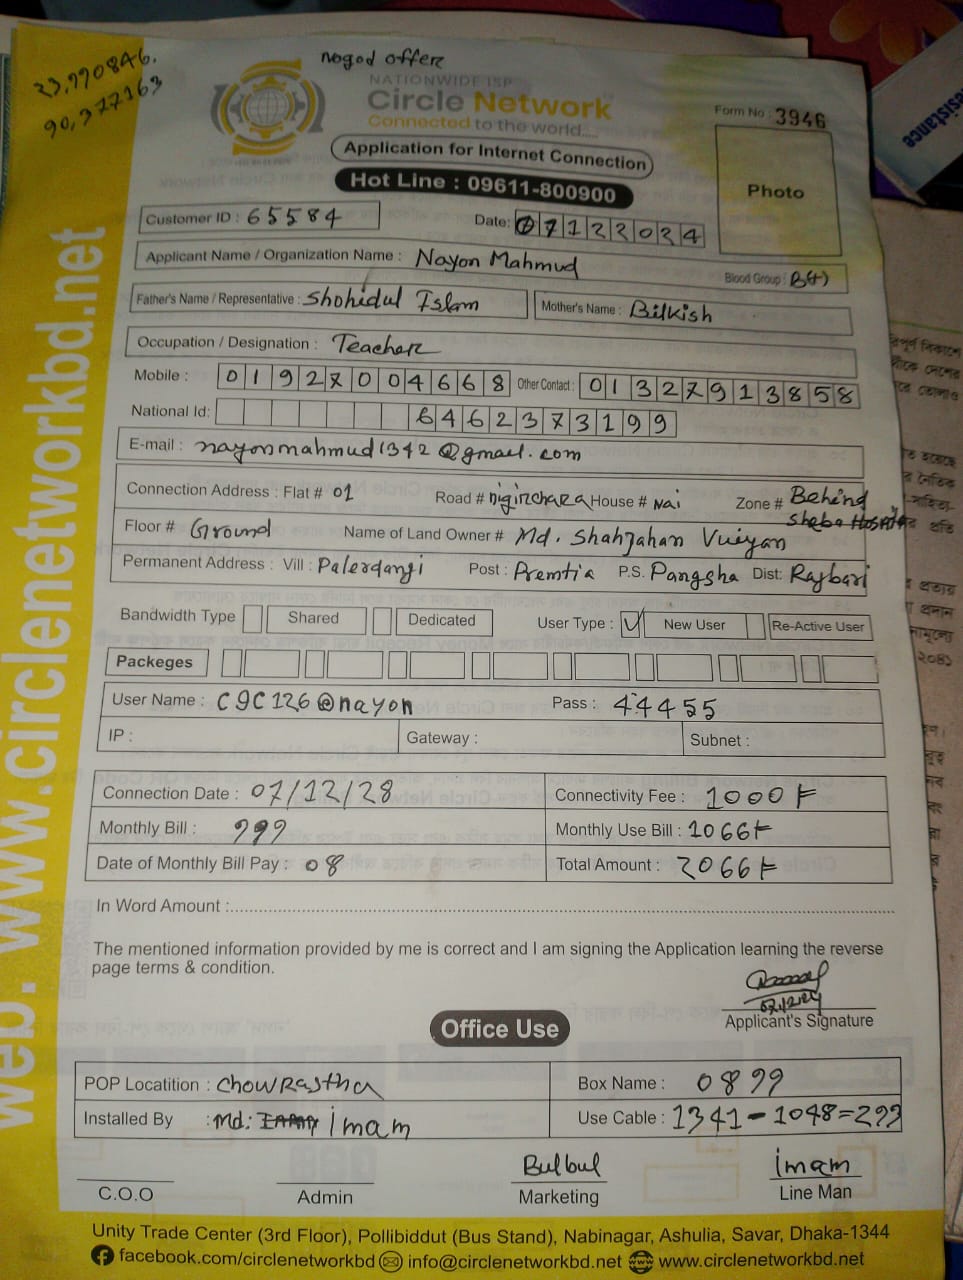 23,990846.
90,377163
nogod offer
NATIONWIDE ISP
Circle Network
Connected to the world....
Form No : 3946
Application for Internet Connection
Hot Line : 09611-800900
Photo
Customer ID : 65584
Date: 07122024
Applicant Name / Organization Name : Nayon Mahmud
Blood Group : B(+)
Father's Name / Representative : Shohidul Islam
Mother's Name : Bilkish
Occupation / Designation : Teacher
Mobile : 01927004668 Other Contact : 01327913858
National Id: 6462373199
E-mail : nayonmahmud1342@gmail.com
Connection Address : Flat # 01 Road # nigirchara House # Nai Zone # Behind
Sheba
Floor # Ground Name of Land Owner # Md. Shahjahan Vuiyan
Permanent Address : Vill : Palerdangi Post : Premtia P.S. Pangsha Dist: Rajbari
Bandwidth Type Shared Dedicated User Type : ✓ New User Re-Active User
Packeges
User Name : cgc126@nayon Pass : 44455
IP : Gateway : Subnet :
Connection Date : 07/12/28 Connectivity Fee : 1000
Monthly Bill : 999 Monthly Use Bill : 1066
Date of Monthly Bill Pay : 08 Total Amount : 2066
In Word Amount :
The mentioned information provided by me is correct and I am signing the Application learning the reverse
page terms & condition.
Applicant's Signature
Office Use
POP Locatition : Chowrastha Box Name : 0899
Installed By : Md: imam Use Cable : 1341-1048=293
C.O.O Admin Bulbul Marketing imam Line Man
Unity Trade Center (3rd Floor), Pollibiddut (Bus Stand), Nabinagar, Ashulia, Savar, Dhaka-1344
facebook.com/circlenetworkbd info@circlenetworkbd.net www.circlenetworkbd.net
web. www.circlenetworkbd.net